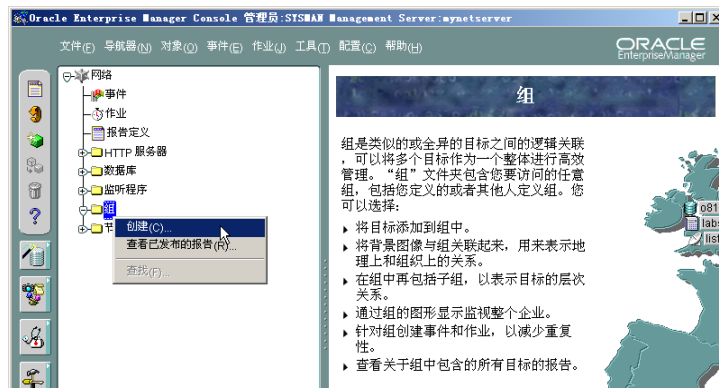 Oracle Enterprise Manager Console 管理员:SYSMAN Management Server:mynetserver
文件(F) 导航器(N) 对象(O) 事件(E) 作业(J) 工具(T) 配置(C) 帮助(H)
ORACLE
EnterpriseManager
网络
事件
作业
报告定义
HTTP 服务器
数据库
监听程序
组
创建(C)...
查看已发布的报告(R)...
查找(F)...
组
组是类似的或全异的目标之间的逻辑关联
，可以将多个目标作为一个整体进行高效
管理。“组”文件夹包含您要访问的任意
组，包括您定义的或者其他人定义组。您
可以选择:
将目标添加到组中。
将背景图像与组关联起来，用来表示地
理上和组织上的关系。
在组中再包括子组，以表示目标的层次
关系。
通过组的图形显示监视整个企业。
针对组创建事件和作业，以减少重复
性。
查看关于组中包含的所有目标的报告。
o81
labs
list